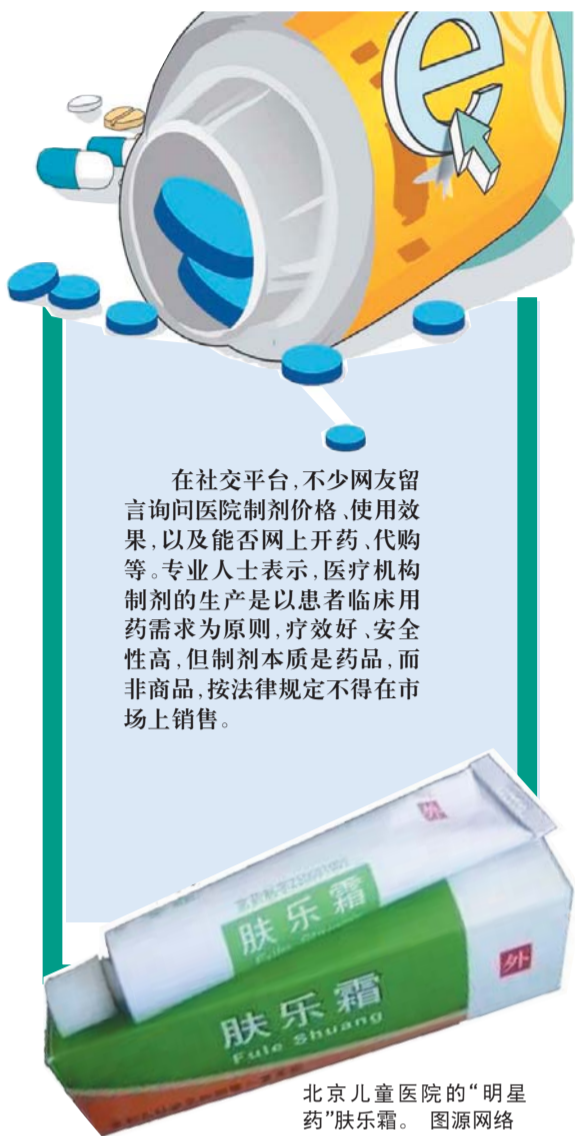 e
在社交平台,不少网友留
言询问医院制剂价格、使用效
果,以及能否网上开药、代购
等。专业人士表示,医疗机构
制剂的生产是以患者临床用
药需求为原则,疗效好、安全
性高,但制剂本质是药品,而
非商品,按法律规定不得在市
场上销售。
外
肤乐霜
Fule Shuang
外
肤乐霜
Fule Shuang
北京儿童医院的“明星
药”肤乐霜。 图源网络